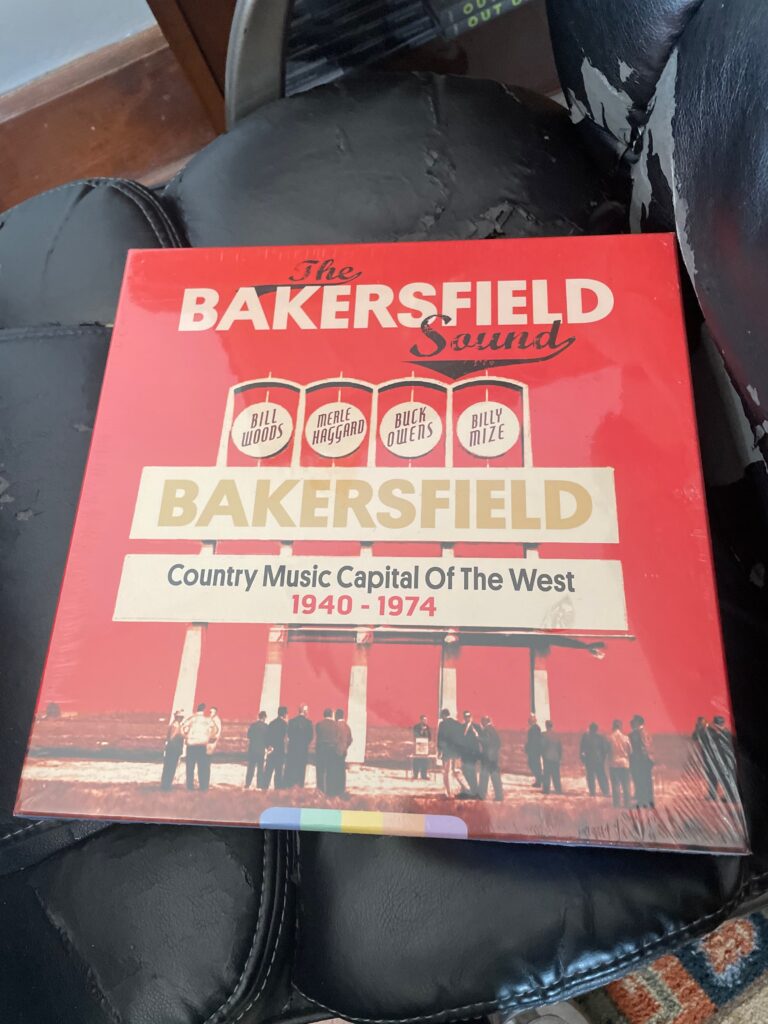 OUT D
The
BAKERSFIELD
Sound
BILL
WOODS
MERLE
HAGGARD
BUCK
OWENS
BILLY
MIZE
BAKERSFIELD
Country Music Capital Of The West
1940 - 1974